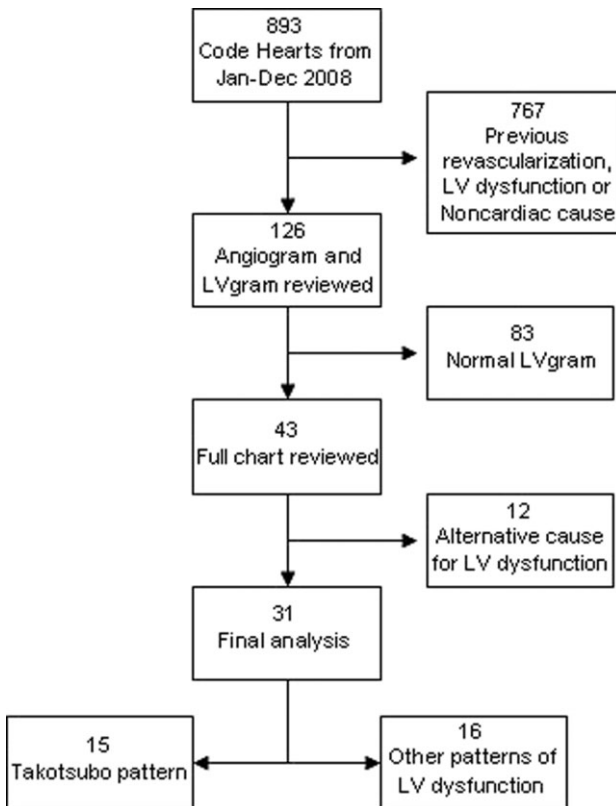 893
Code Hearts from
Jan-Dec 2008
767
Previous
revascularization,
LV dysfunction or
Noncardiac cause
126
Angiogram and
LVgram reviewed
83
Normal LVgram
43
Full chart reviewed
12
Alternative cause
for LV dysfunction
31
Final analysis
15
Takotsubo pattern
16
Other patterns of
LV dysfunction